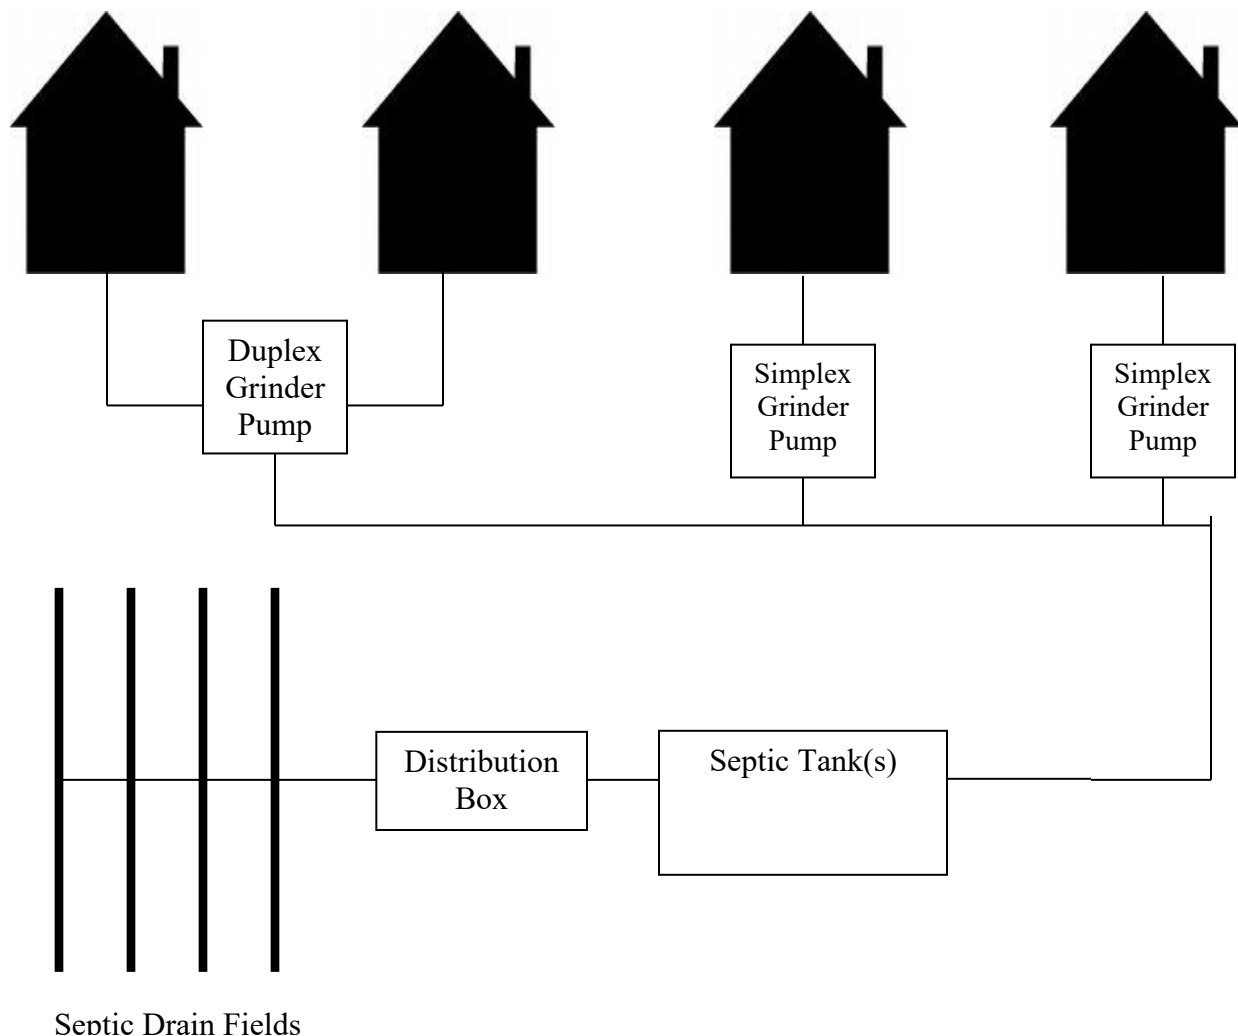 Duplex
Grinder
Pump
Simplex
Grinder
Pump
Simplex
Grinder
Pump
Distribution
Box
Septic Tank(s)
Septic Drain Fields